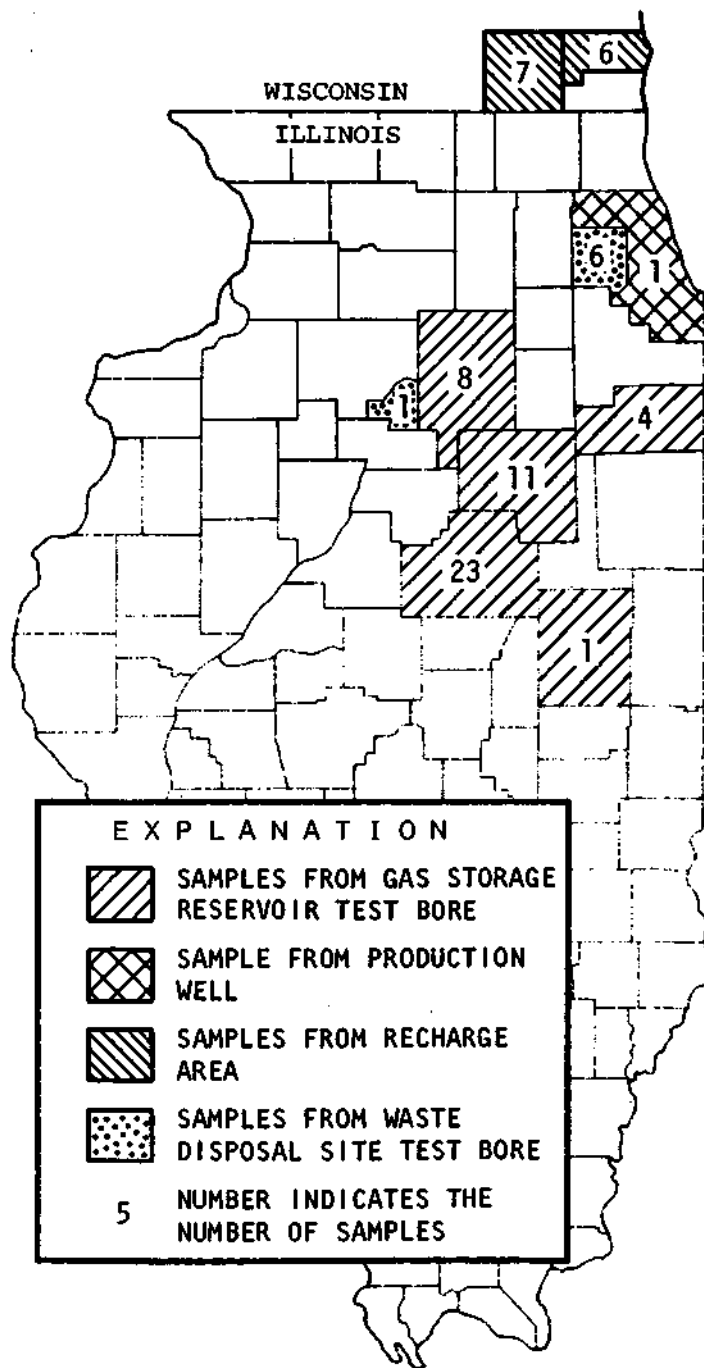 6
7
WISCONSIN
ILLINOIS
6
1
8
1
4
11
23
1
EXPLANATION
SAMPLES FROM GAS STORAGE
RESERVOIR TEST BORE
SAMPLE FROM PRODUCTION
WELL
SAMPLES FROM RECHARGE
AREA
SAMPLES FROM WASTE
DISPOSAL SITE TEST BORE
5 NUMBER INDICATES THE
NUMBER OF SAMPLES